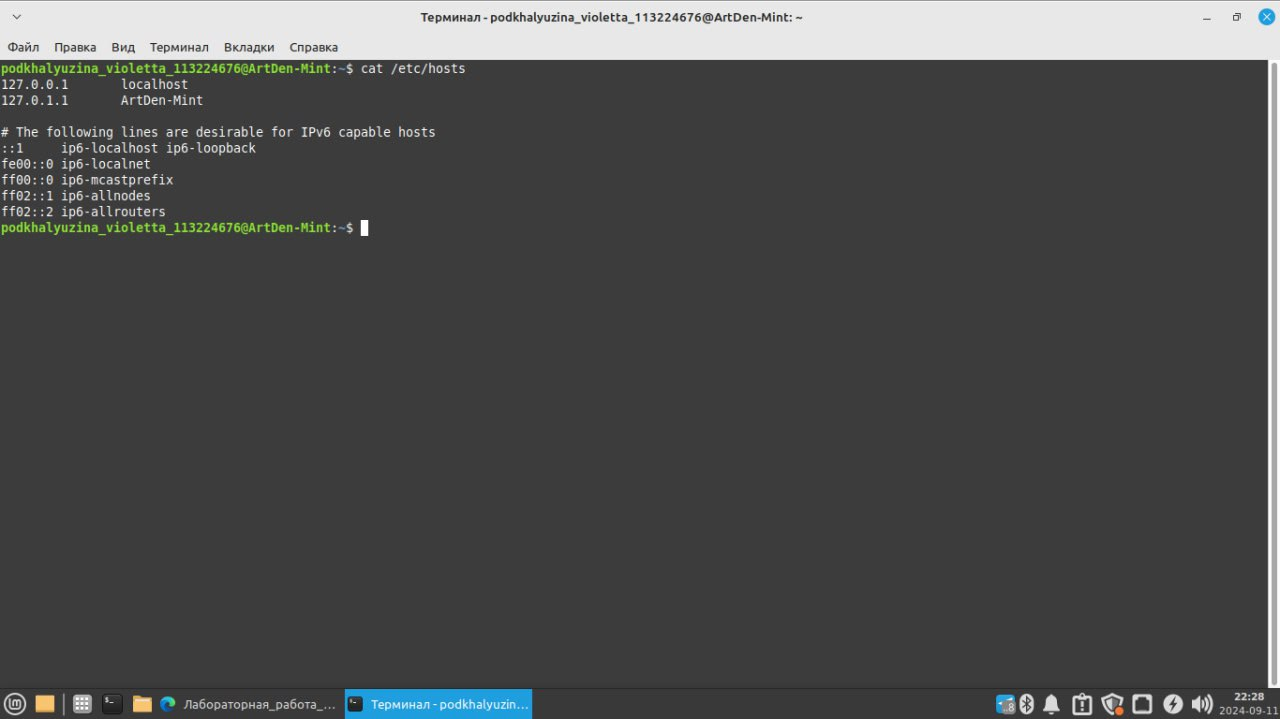 Терминал - podkhalyuzina_violetta_113224676@ArtDen-Mint: ~
Файл Правка Вид Терминал Вкладки Справка
podkhalyuzina_violetta_113224676@ArtDen-Mint:~$ cat /etc/hosts
127.0.0.1 localhost
127.0.1.1 ArtDen-Mint
# The following lines are desirable for IPv6 capable hosts
::1 ip6-localhost ip6-loopback
fe00::0 ip6-localnet
ff00::0 ip6-mcastprefix
ff02::1 ip6-allnodes
ff02::2 ip6-allrouters
podkhalyuzina_violetta_113224676@ArtDen-Mint:~$
Лабораторная_работа_... Терминал - podkhalyuzin... 22:28
2024-09-11